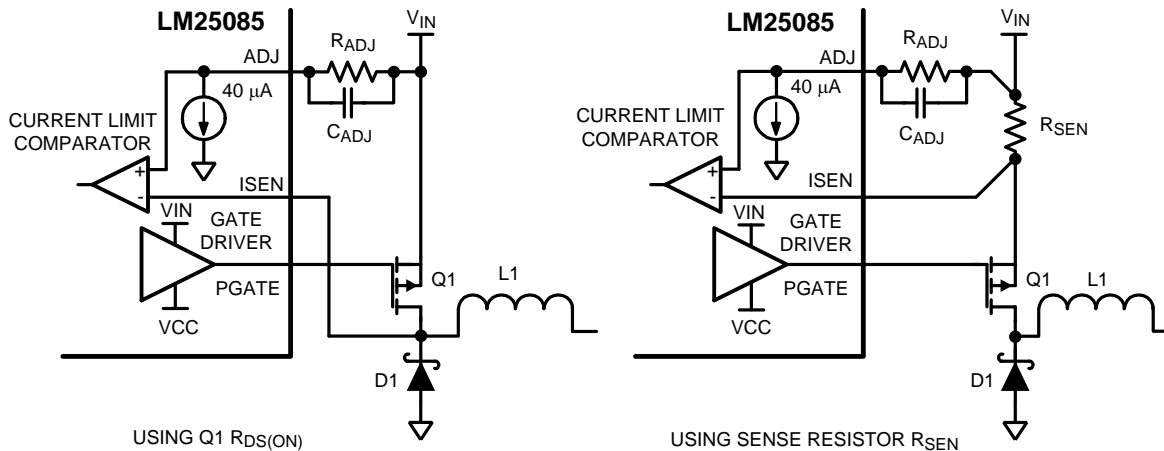 LM25085
VIN
ADJ
RADJ
40 μA
CADJ
CURRENT LIMIT
COMPARATOR
+
-
ISEN
VIN
GATE
DRIVER
PGATE
VCC
Q1
L1
D1
USING Q1 RDS(ON)
LM25085
VIN
ADJ
RADJ
40 μA
CADJ
RSEN
CURRENT LIMIT
COMPARATOR
+
-
ISEN
VIN
GATE
DRIVER
PGATE
VCC
Q1
L1
D1
USING SENSE RESISTOR RSEN